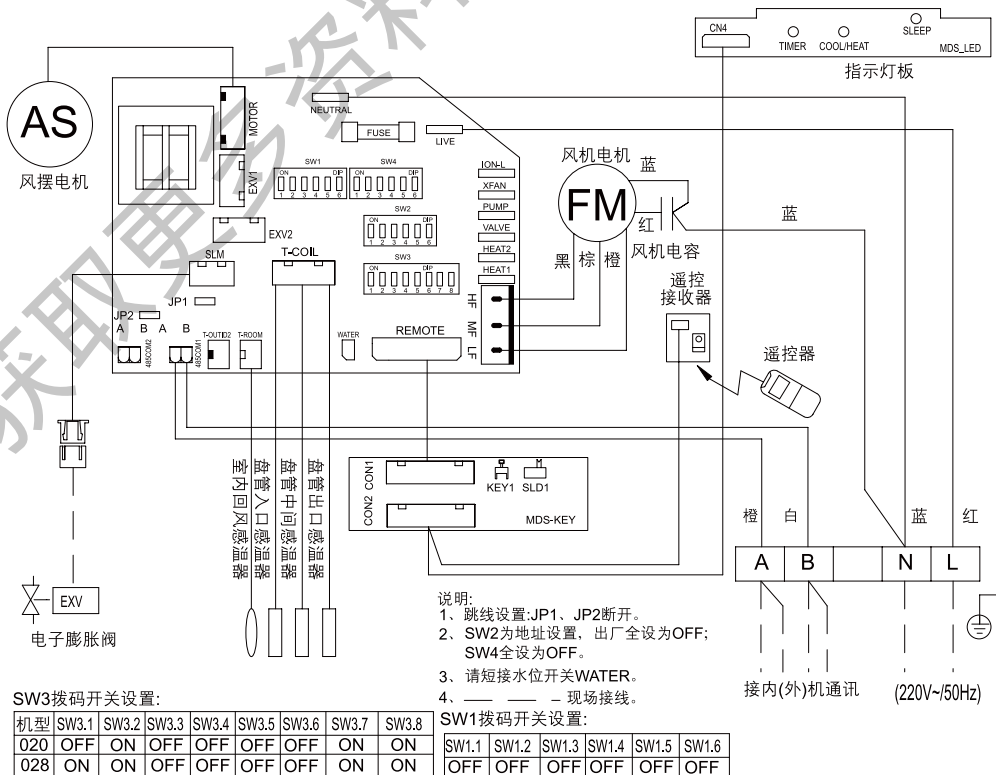 获取更多资料
CN4
TIMER COOL/HEAT SLEEP
MDS_LED
指示灯板
AS
风摆电机
MOTOR
NEUTRAL
FUSE
LIVE
EXV1
EXV2
SW1
ON DIP
1 2 3 4 5 6
SW4
ON DIP
1 2 3 4 5 6
SW2
ON DIP
1 2 3 4 5 6
SW3
ON DIP
1 2 3 4 5 6 7 8
ION-L
XFAN
PUMP
VALVE
HEAT2
HEAT1
HF
MF
LF
SLM
T-COIL
JP1
JP2
A B A B
485COM2
485COM1
T-OUTID2
T-ROOM
WATER
REMOTE
风机电机
FM
蓝
红
风机电容
黑 棕 橙
蓝
遥控
接收器
遥控器
室内回风感温器
盘管入口感温器
盘管中间感温器
盘管出口感温器
CON1
CON2
KEY1 SLD1
MDS-KEY
EXV
电子膨胀阀
橙 白 蓝 红
A B N L
接内(外)机通讯
(220V~/50Hz)
说明:
1、跳线设置:JP1、JP2断开。
2、SW2为地址设置，出厂全设为OFF;
SW4全设为OFF。
3、请短接水位开关WATER。
4、—— —— – 现场接线。
SW3拨码开关设置:
机型 SW3.1 SW3.2 SW3.3 SW3.4 SW3.5 SW3.6 SW3.7 SW3.8
020 OFF ON OFF OFF OFF OFF ON ON
028 ON ON OFF OFF OFF OFF ON ON
SW1拨码开关设置:
SW1.1 SW1.2 SW1.3 SW1.4 SW1.5 SW1.6
OFF OFF OFF OFF OFF OFF